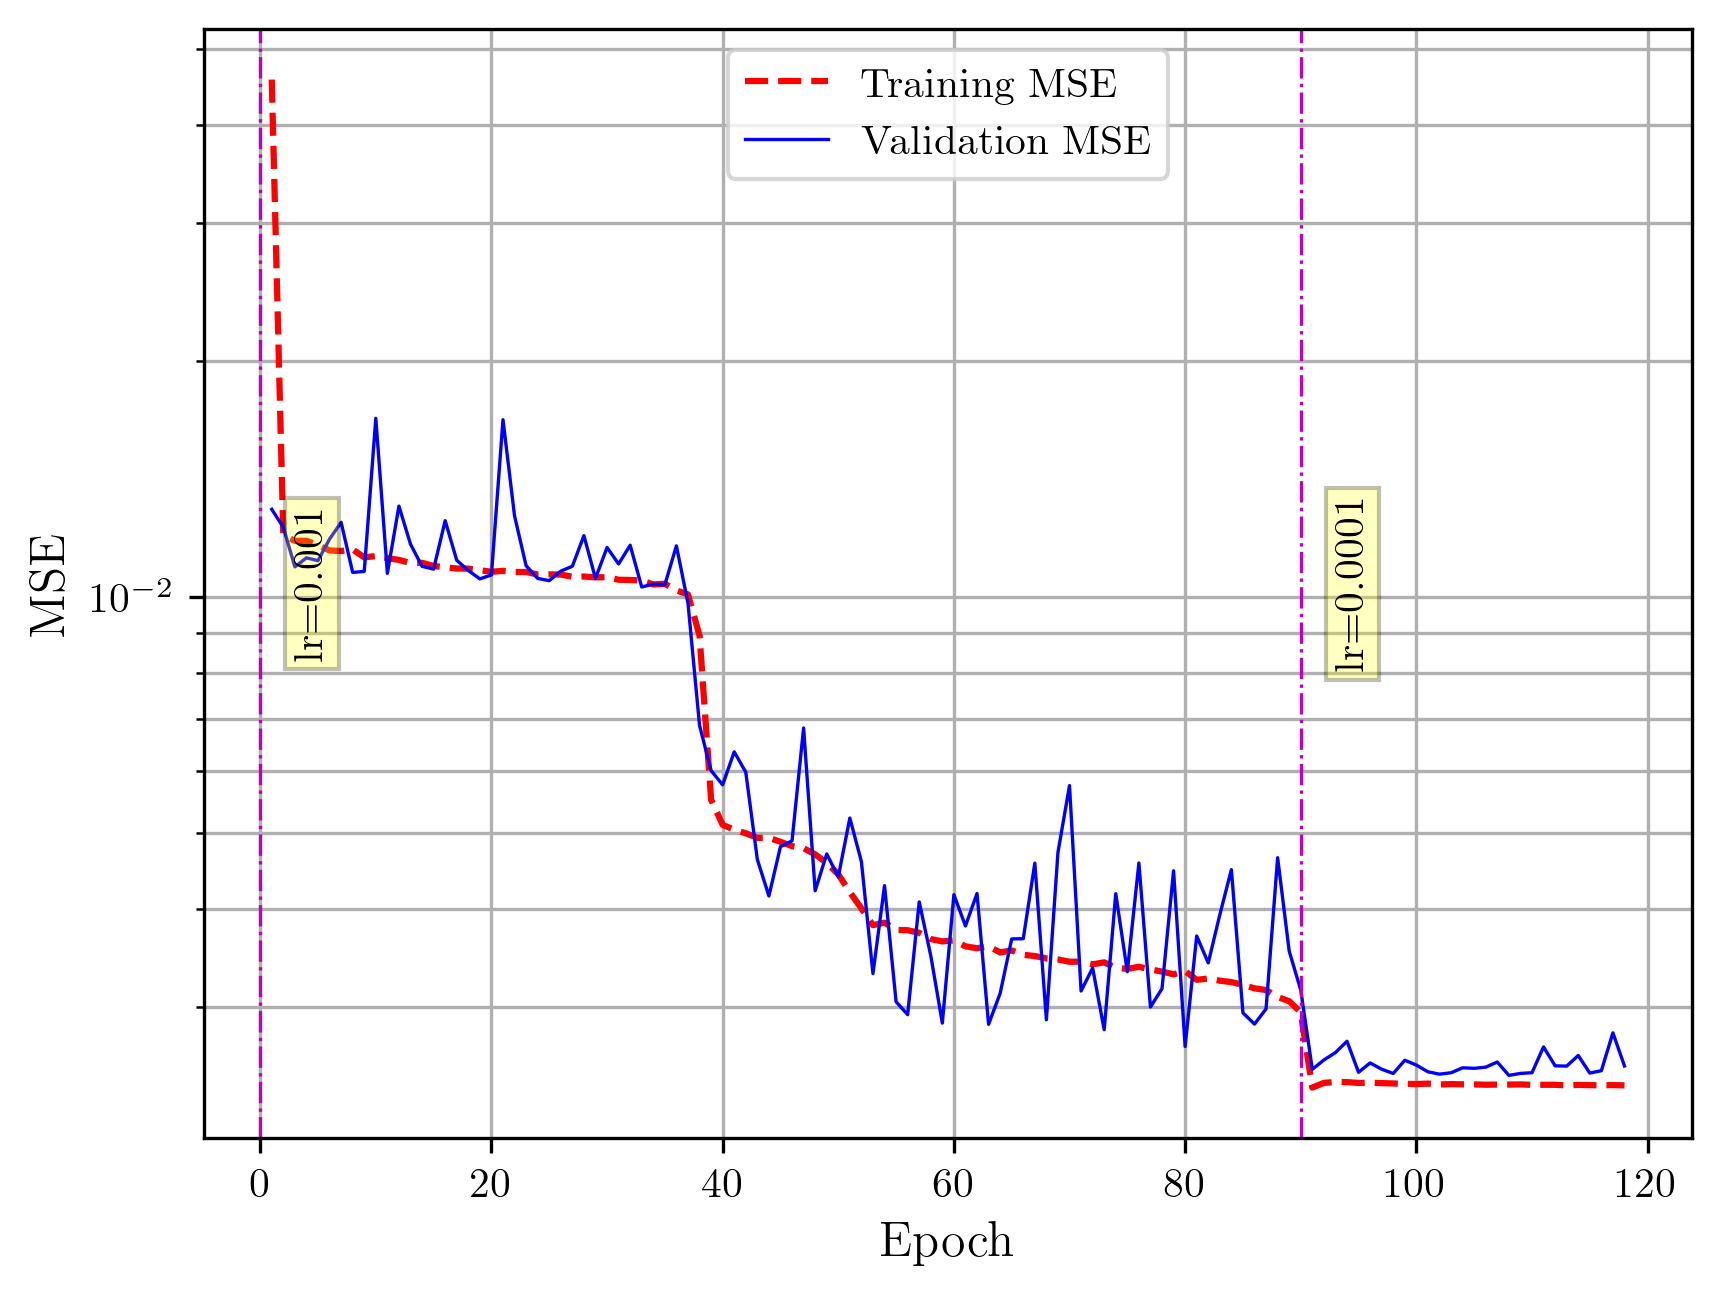 Training MSE
Validation MSE
MSE
10⁻²
lr=0.001
lr=0.0001
0 20 40 60 80 100 120
Epoch